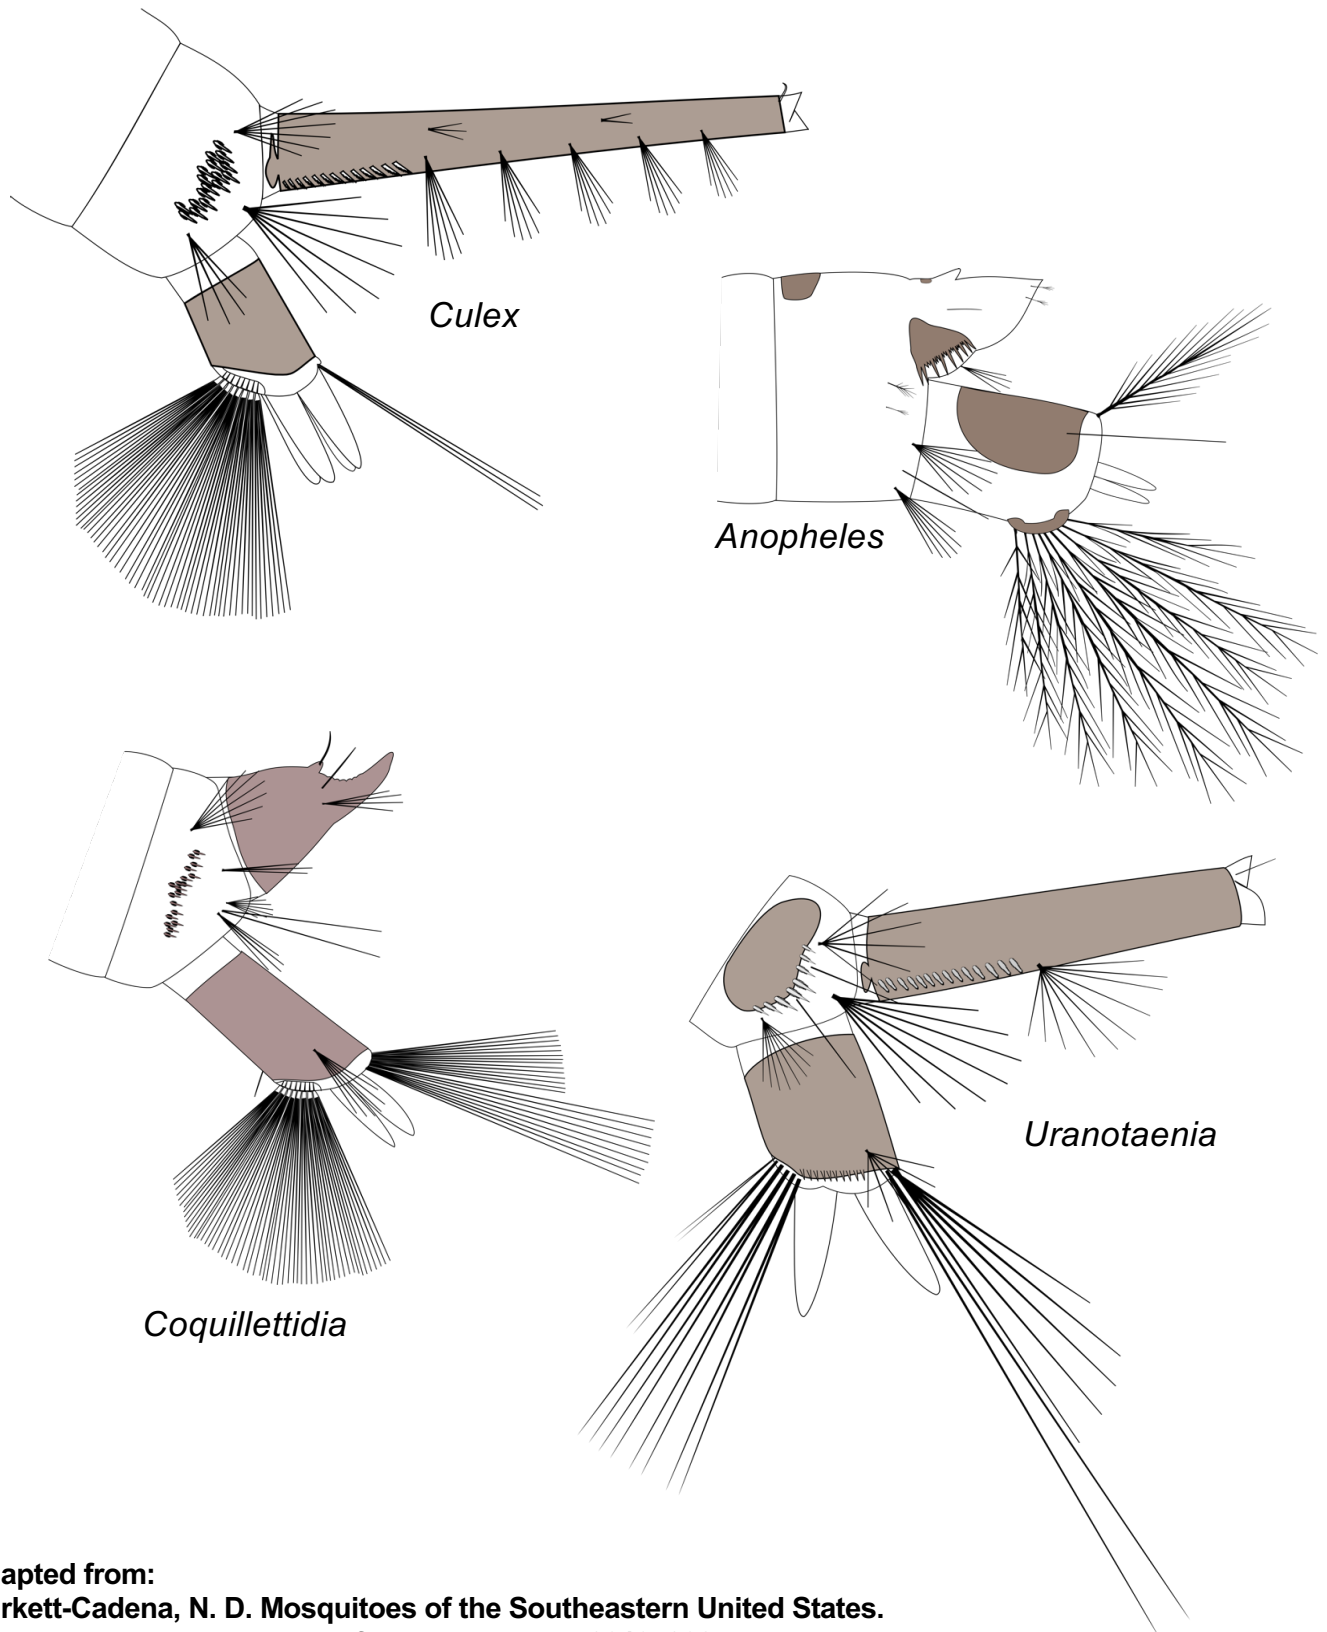 Culex
Anopheles
Coquillettidia
Uranotaenia
apted from:
rkett-Cadena, N. D. Mosquitoes of the Southeastern United States.